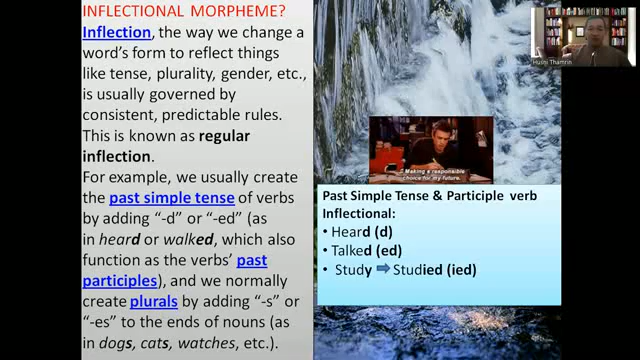 INFLECTIONAL MORPHEME?
Inflection, the way we change a
word's form to reflect things
like tense, plurality, gender, etc.,
is usually governed by
consistent, predictable rules.
This is known as regular
inflection.
For example, we usually create
the past simple tense of verbs
by adding “-d” or “-ed” (as
in heard or walked, which also
function as the verbs’ past
participles), and we normally
create plurals by adding “-s” or
“-es” to the ends of nouns (as
in dogs, cats, watches, etc.).
Husni Thamrin
Making a responsible
choice for my future.
Past Simple Tense & Participle verb
Inflectional:
• Heard (d)
• Talked (ed)
• Study ➡ Studied (ied)